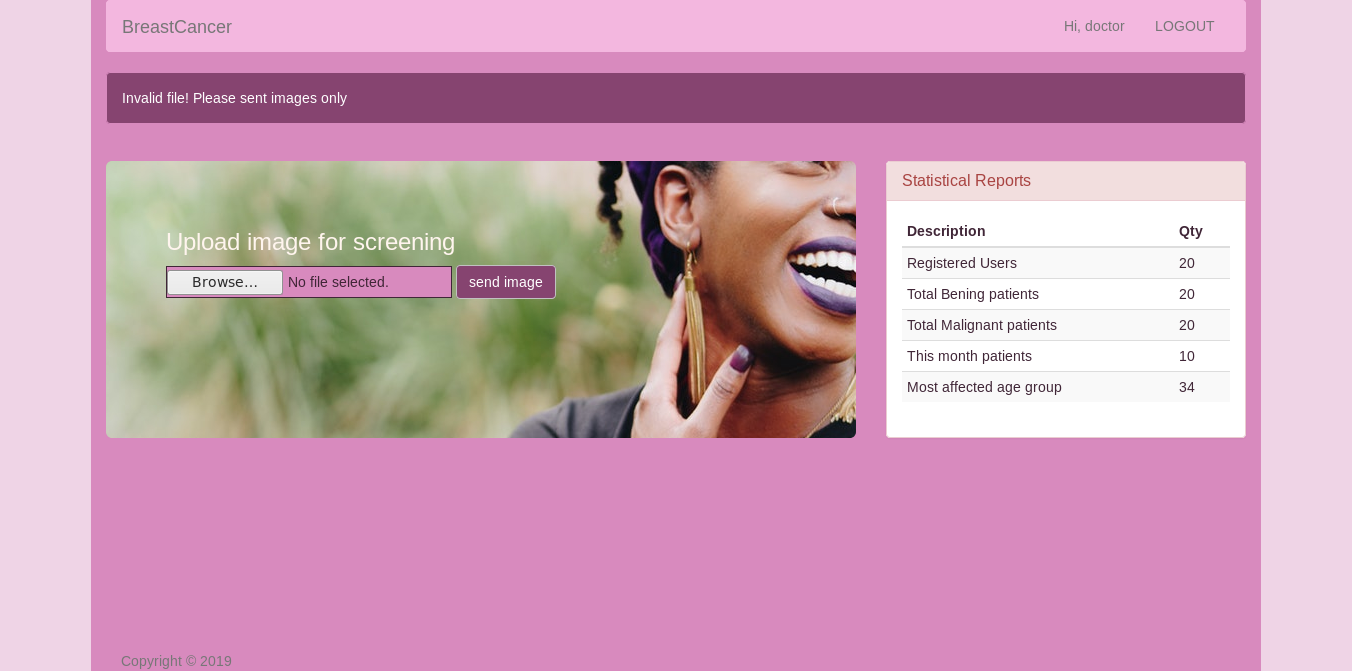 BreastCancer
Hi, doctor LOGOUT
Invalid file! Please sent images only
Upload image for screening
Browse... No file selected. send image
Statistical Reports
Description Qty
Registered Users 20
Total Bening patients 20
Total Malignant patients 20
This month patients 10
Most affected age group 34
Copyright © 2019